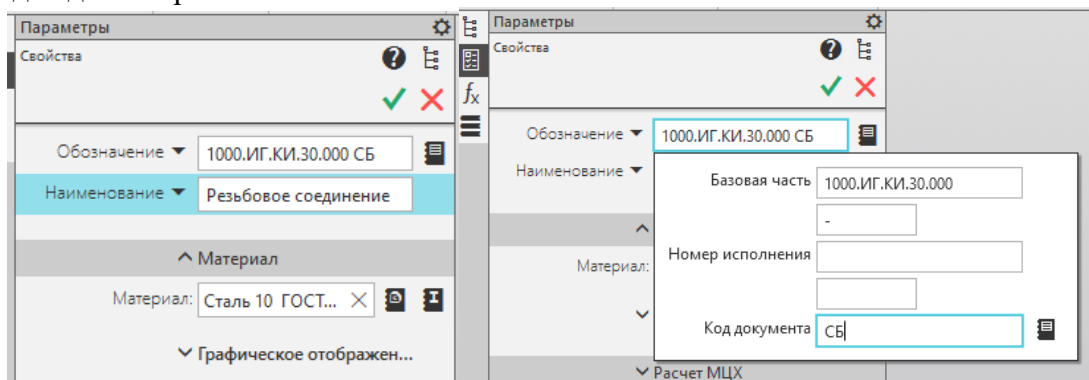 Параметры
Свойства
Обозначение
1000.ИГ.КИ.30.000 СБ
Наименование
Резьбовое соединение
Материал
Материал:
Сталь 10 ГОСТ...
Графическое отображен...
Параметры
Свойства
fx
Обозначение
1000.ИГ.КИ.30.000 СБ
Наименование
Базовая часть
1000.ИГ.КИ.30.000
-
Номер исполнения
Материал:
Код документа
СБ
Расчет МЦХ